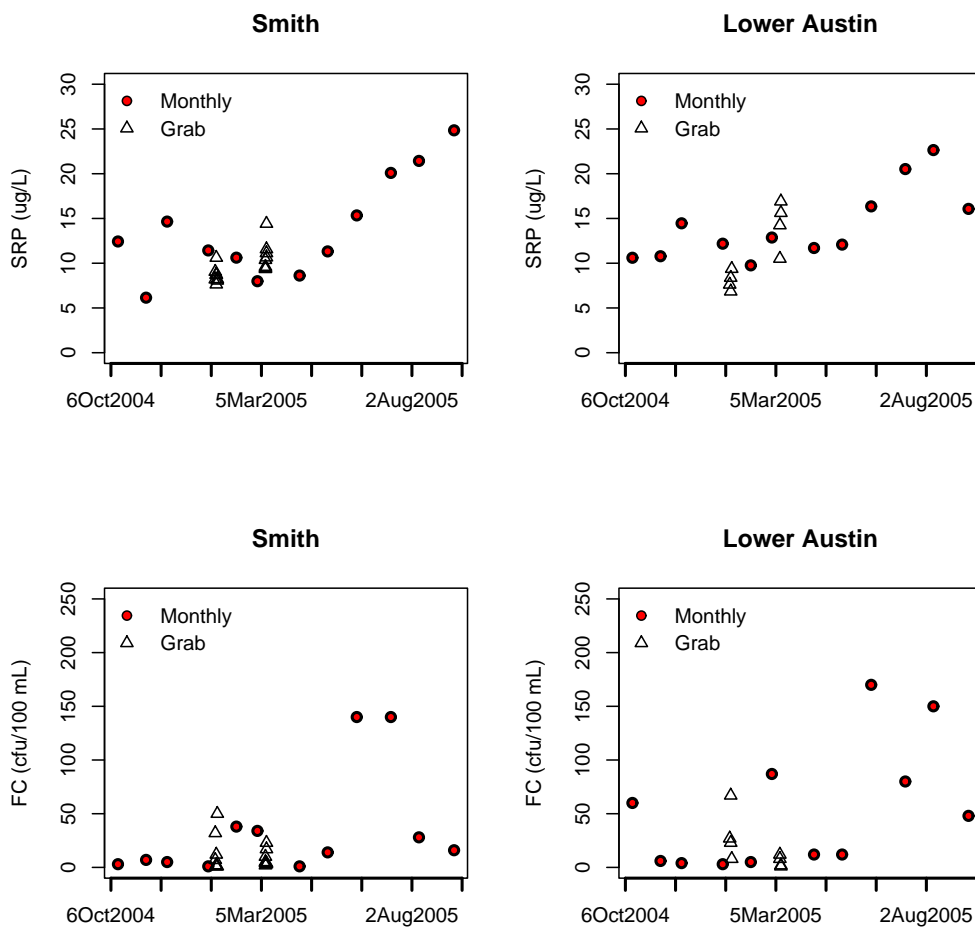 Smith
SRP (ug/L)
0 5 10 15 20 25 30
Monthly
Grab
6Oct2004 5Mar2005 2Aug2005
Lower Austin
SRP (ug/L)
0 5 10 15 20 25 30
Monthly
Grab
6Oct2004 5Mar2005 2Aug2005
Smith
FC (cfu/100 mL)
0 50 100 150 200 250
Monthly
Grab
6Oct2004 5Mar2005 2Aug2005
Lower Austin
FC (cfu/100 mL)
0 50 100 150 200 250
Monthly
Grab
6Oct2004 5Mar2005 2Aug2005